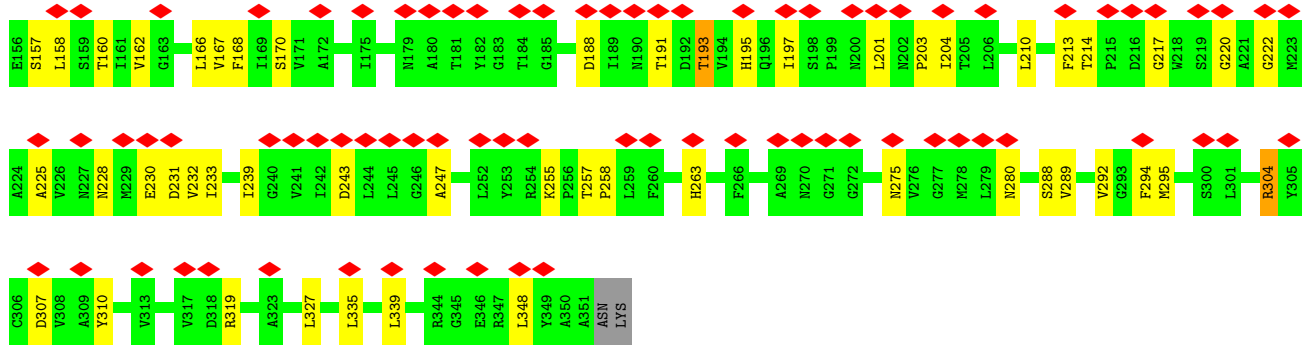 E156 S157 L158 S159 T160 I161 V162 G163 L166 V167 F168 I169 S170 V171 A172 I175 N179 A180 T181 Y182 G183 T184 G185 D188 I189 N190 T191 D192 T193 V194 H195 Q196 I197 S198 P199 N200 L201 N202 P203 I204 T205 L206 L210 F213 T214 P215 D216 G217 W218 S219 G220 A221 G222 M223
A224 A225 V226 N227 N228 M229 E230 D231 V232 I233 I239 G240 V241 I242 D243 L244 L245 G246 A247 L252 Y253 R254 K255 P256 T257 P258 L259 F260 H263 F266 A269 N270 G271 G272 N275 V276 G277 M278 L279 N280 S288 V289 V292 G293 F294 M295 S300 L301 R304 Y305
C306 D307 V308 A309 Y310 V313 V317 D318 R319 A323 L327 L335 L339 R344 G345 E346 R347 L348 Y349 A350 A351 ASN LYS